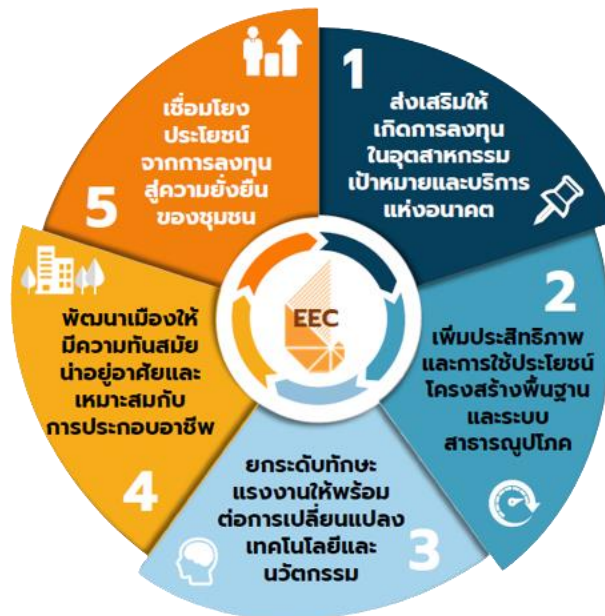 1
ส่งเสริมให้
เกิดการลงทุน
ในอุตสาหกรรม
เป้าหมายและบริการ
แห่งอนาคต
2
เพิ่มประสิทธิภาพ
และการใช้ประโยชน์
โครงสร้างพื้นฐาน
และระบบ
สาธารณูปโภค
3
ยกระดับทักษะ
แรงงานให้พร้อม
ต่อการเปลี่ยนแปลง
เทคโนโลยีและ
นวัตกรรม
4
พัฒนาเมืองให้
มีความทันสมัย
น่าอยู่อาศัยและ
เหมาะสมกับ
การประกอบอาชีพ
5
เชื่อมโยง
ประโยชน์
จากการลงทุน
สู่ความยั่งยืน
ของชุมชน
EEC